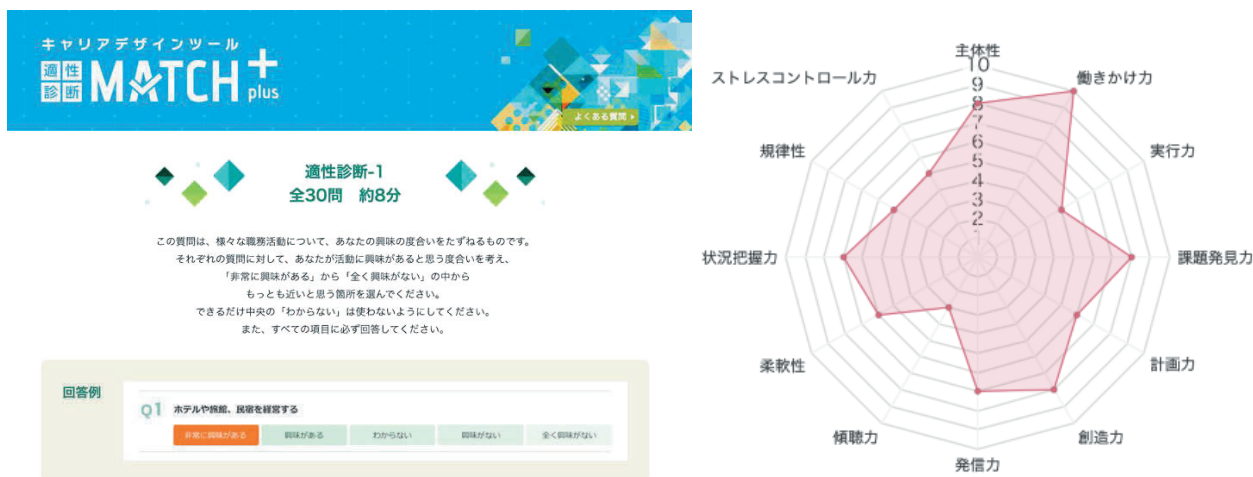 キャリアデザインツール
適性診断 MATCH+ plus
よくある質問
適性診断-1
全30問 約8分
この質問は、様々な職務活動について、あなたの興味の度合いをたずねるものです。
それぞれの質問に対して、あなたが活動に興味があると思う度合いを考え、
「非常に興味がある」から「全く興味がない」の中から
もっとも近いと思う箇所を選んでください。
できるだけ中央の「わからない」は使わないようにしてください。
また、すべての項目に必ず回答してください。
回答例
Q1 ホテルや旅館、民宿を経営する
非常に興味がある 興味がある わからない 興味がない 全く興味がない
主体性
働きかけ力
実行力
課題発見力
計画力
創造力
発信力
傾聴力
柔軟性
状況把握力
規律性
ストレスコントロール力
10
9
8
7
6
5
4
3
2
1